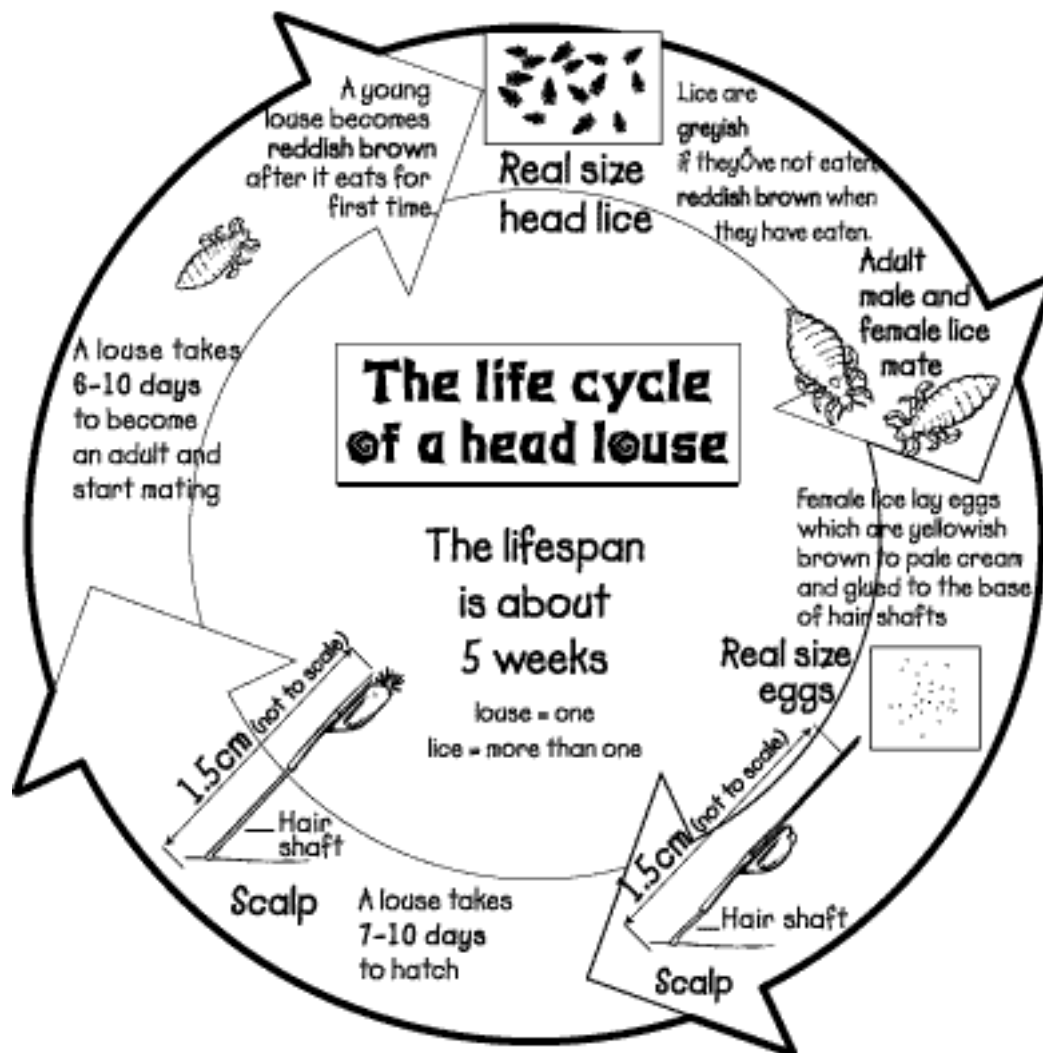 The life cycle
of a head louse
The lifespan
is about
5 weeks
louse = one
lice = more than one
Real size
head lice
Lice are
greyish
if theyÔve not eaten,
reddish brown when
they have eaten.
Adult
male and
female lice
mate
Female lice lay eggs
which are yellowish
brown to pale cream
and glued to the base
of hair shafts
Real size
eggs
1.5cm (not to scale)
Hair shaft
Scalp
A louse takes
7-10 days
to hatch
1.5cm (not to scale)
Hair
shaft
Scalp
A louse takes
6-10 days
to become
an adult and
start mating
A young
louse becomes
reddish brown
after it eats for
first time.